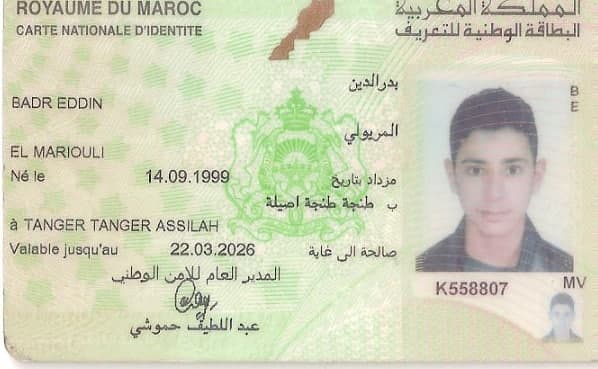 ROYAUME DU MAROC
المملكة المغربية
CARTE NATIONALE D'IDENTITE
البطاقة الوطنية للتعريف
بدرالدين
BADR EDDIN
المريولي
EL MARIOULI
Né le 14.09.1999 مزداد بتاريخ
ب طنجة طنجة اصيلة
à TANGER TANGER ASSILAH
Valable jusqu'au 22.03.2026 صالحة الى غاية
المدير العام للأمن الوطني
عبد اللطيف حموشي
B
E
K558807
MV